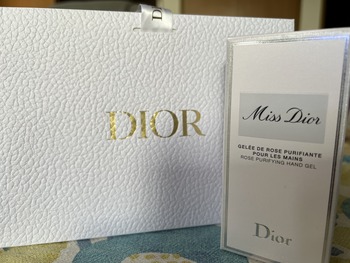 D
DIOR
Miss Dior
GELÉE DE ROSE PURIFIANTE
POUR LES MAINS
ROSE PURIFYING HAND GEL
Dior